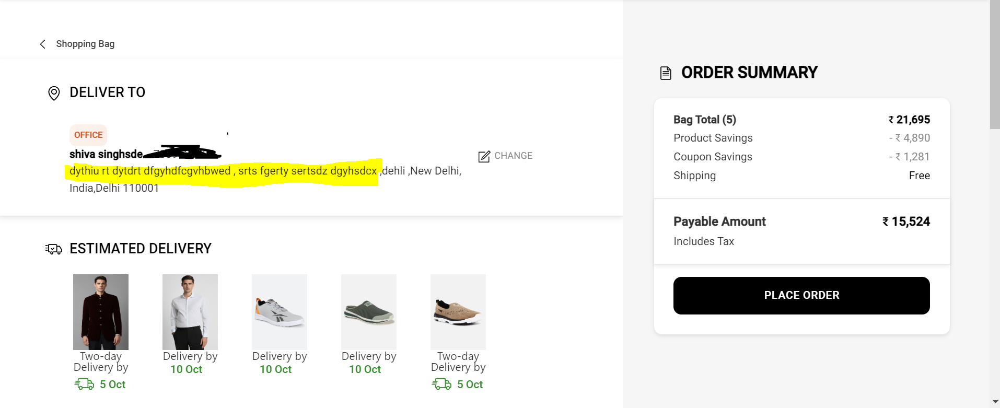 Shopping Bag
DELIVER TO
OFFICE
shiva singhsde
dythiu rt dytdrt dfgyhdfcgvhbwed , srts fgerty sertsdz dgyhsdcx ,dehli ,New Delhi,
India,Delhi 110001
CHANGE
ESTIMATED DELIVERY
Two-day
Delivery by
5 Oct
Delivery by
10 Oct
Delivery by
10 Oct
Delivery by
10 Oct
Two-day
Delivery by
5 Oct
ORDER SUMMARY
Bag Total (5) ₹ 21,695
Product Savings - ₹ 4,890
Coupon Savings - ₹ 1,281
Shipping Free
Payable Amount ₹ 15,524
Includes Tax
PLACE ORDER